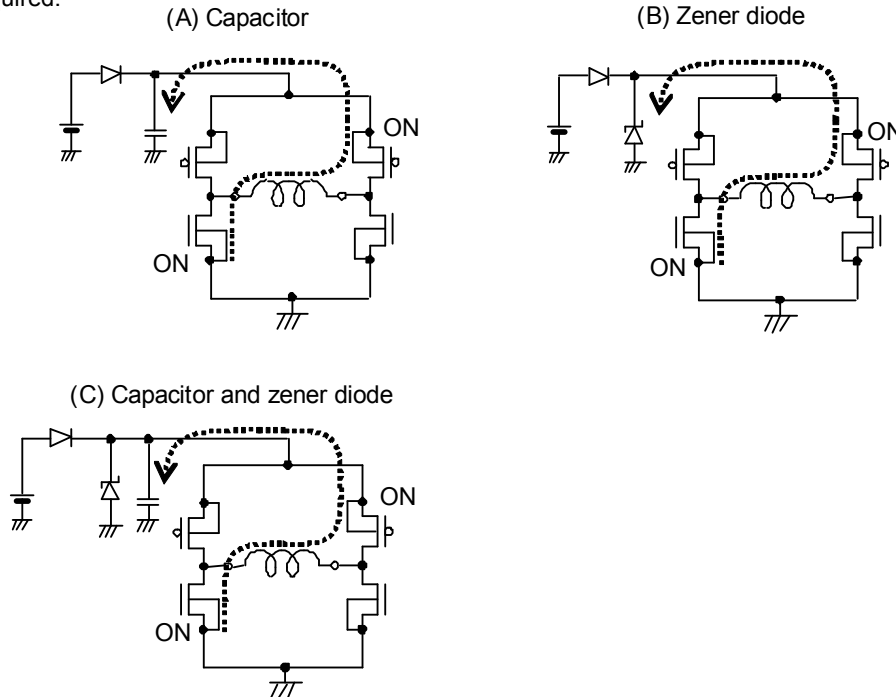 (A) Capacitor
(B) Zener diode
ON
ON
ON
ON
(C) Capacitor and zener diode
ON
ON